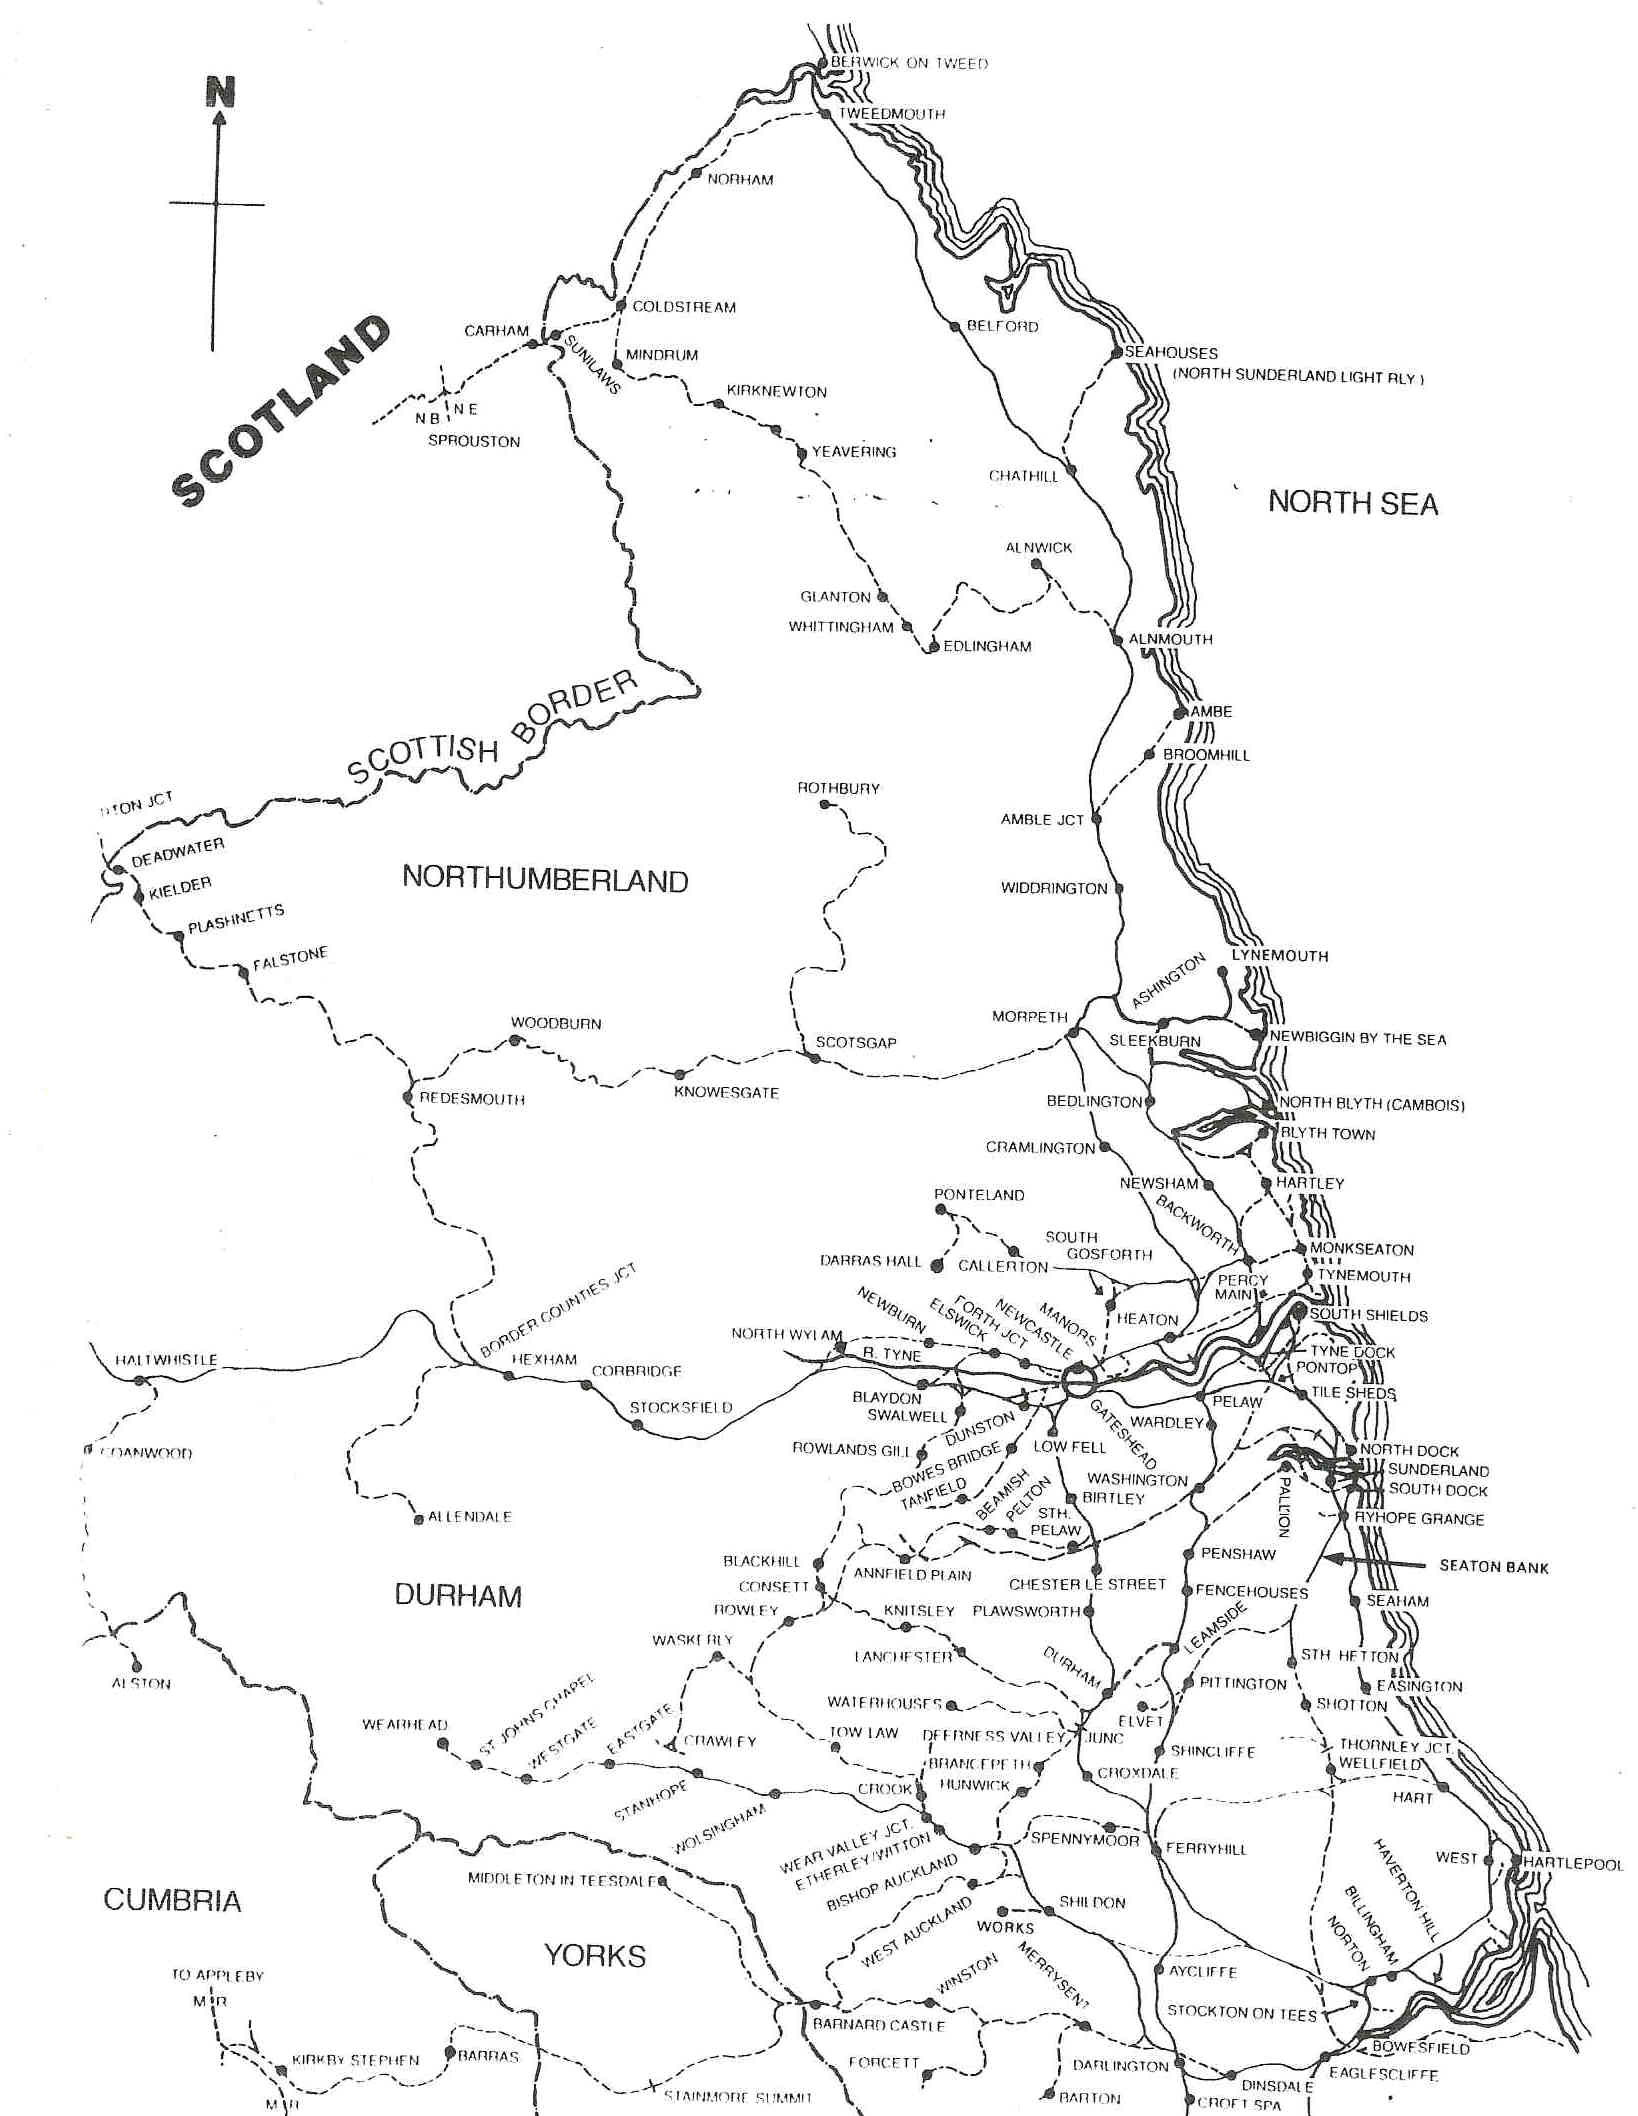 BERWICK ON TWEED
N
TWEEDMOUTH
NORHAM
COLDSTREAM
CARHAM
SUNILAWS
MINDRUM
BELFORD
SEAHOUSES
(NORTH SUNDERLAND LIGHT RLY)
KIRKNEWTON
NB NE
SPROUSTON
SCOTLAND
YEAVERING
CHATHILL
NORTH SEA
ALNWICK
GLANTON
WHITTINGHAM
EDLINGHAM
ALNMOUTH
SCOTTISH BORDER
AMBE
BROOMHILL
ROTHBURY
JCT
AMBLE JCT
DEADWATER
NORTHUMBERLAND
KIELDER
WIDDRINGTON
PLASHNETTS
FALSTONE
LYNEMOUTH
ASHINGTON
WOODBURN
MORPETH
SCOTSGAP
SLEEKBURN
NEWBIGGIN BY THE SEA
KNOWESGATE
REDESMOUTH
BEDLINGTON
NORTH BLYTH (CAMBOIS)
BLYTH TOWN
CRAMLINGTON
NEWSHAM
HARTLEY
PONTELAND
BACKWORTH
SOUTH
GOSFORTH
MONKSEATON
DARRAS HALL
CALLERTON
TYNEMOUTH
PERCY
MAIN
BORDER COUNTIES JCT
NEWBURN
ELSWICK
FORTH JCT
NEWCASTLE
MANORS
HEATON
SOUTH SHIELDS
NORTH WYLAM
R. TYNE
TYNE DOCK
HALTWHISTLE
HEXHAM
CORBRIDGE
PONTOP
TILE SHEDS
BLAYDON
STOCKSFIELD
SWALWELL
DUNSTON
GATESHEAD
PELAW
WARDLEY
ROWLANDS GILL
BOWES BRIDGE
LOW FELL
NORTH DOCK
COANWOOD
SUNDERLAND
TANFIELD
BEAMISH
PELTON
WASHINGTON
BIRTLEY
SOUTH DOCK
PALLION
ALLENDALE
STH.
PELAW
RYHOPE GRANGE
BLACKHILL
PENSHAW
SEATON BANK
ANNFIELD PLAIN
CONSETT
CHESTER LE STREET
FENCEHOUSES
DURHAM
SEAHAM
ROWLEY
KNITSLEY
PLAWSWORTH
LEAMSIDE
WASKERLY
LANCHESTER
DURHAM
STH HETTON
ALSTON
PITTINGTON
EASINGTON
WATERHOUSES
SHOTTON
WEARHEAD
ST JOHNS CHAPEL
WESTGATE
EASTGATE
CRAWLEY
TOW LAW
DEERNESS VALLEY JUNC
ELVET
THORNLEY JCT.
SHINCLIFFE
BRANCEPETH
CROXDALE
WELLFIELD
STANHOPE
CROOK
HUNWICK
HART
WOLSINGHAM
WEAR VALLEY JCT.
ETHERLEY/WITTON
SPENNYMOOR
FERRYHILL
WEST
HARTLEPOOL
MIDDLETON IN TEESDALE
BISHOP AUCKLAND
HAVERTON HILL
BILLINGHAM
NORTON
CUMBRIA
SHILDON
WORKS
WEST AUCKLAND
YORKS
TO APPLEBY
MR
WINSTON
AYCLIFFE
STOCKTON ON TEES
BARNARD CASTLE
BOWESFIELD
KIRKBY STEPHEN
BARRAS
FORCETT
DARLINGTON
EAGLESCLIFFE
DINSDALE
STAINMORE SUMMIT
BARTON
CROFT SPA
MR